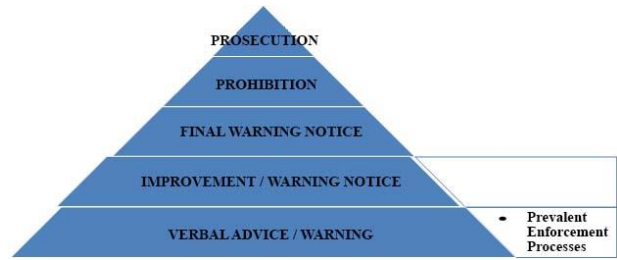 PROSECUTION
PROHIBITION
FINAL WARNING NOTICE
IMPROVEMENT / WARNING NOTICE
VERBAL ADVICE / WARNING
• Prevalent
Enforcement
Processes